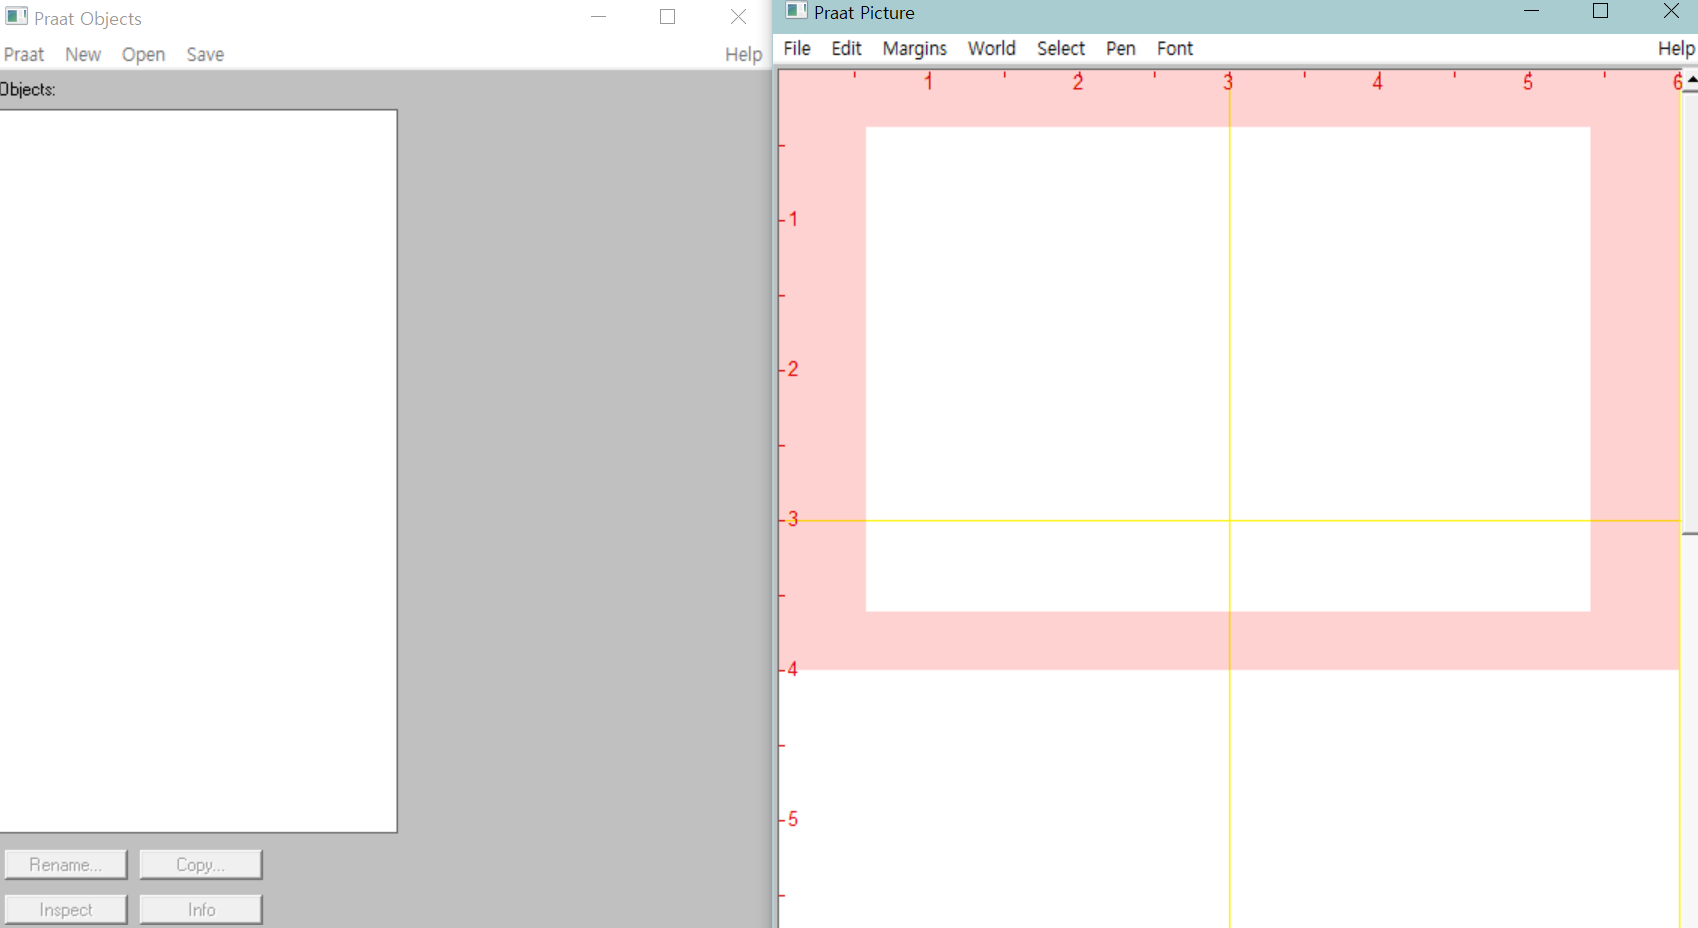 Praat Objects
Praat New Open Save Help
Objects:
Rename... Copy...
Inspect Info
Praat Picture
File Edit Margins World Select Pen Font Help
1 2 3 4 5 6
1
2
3
4
5